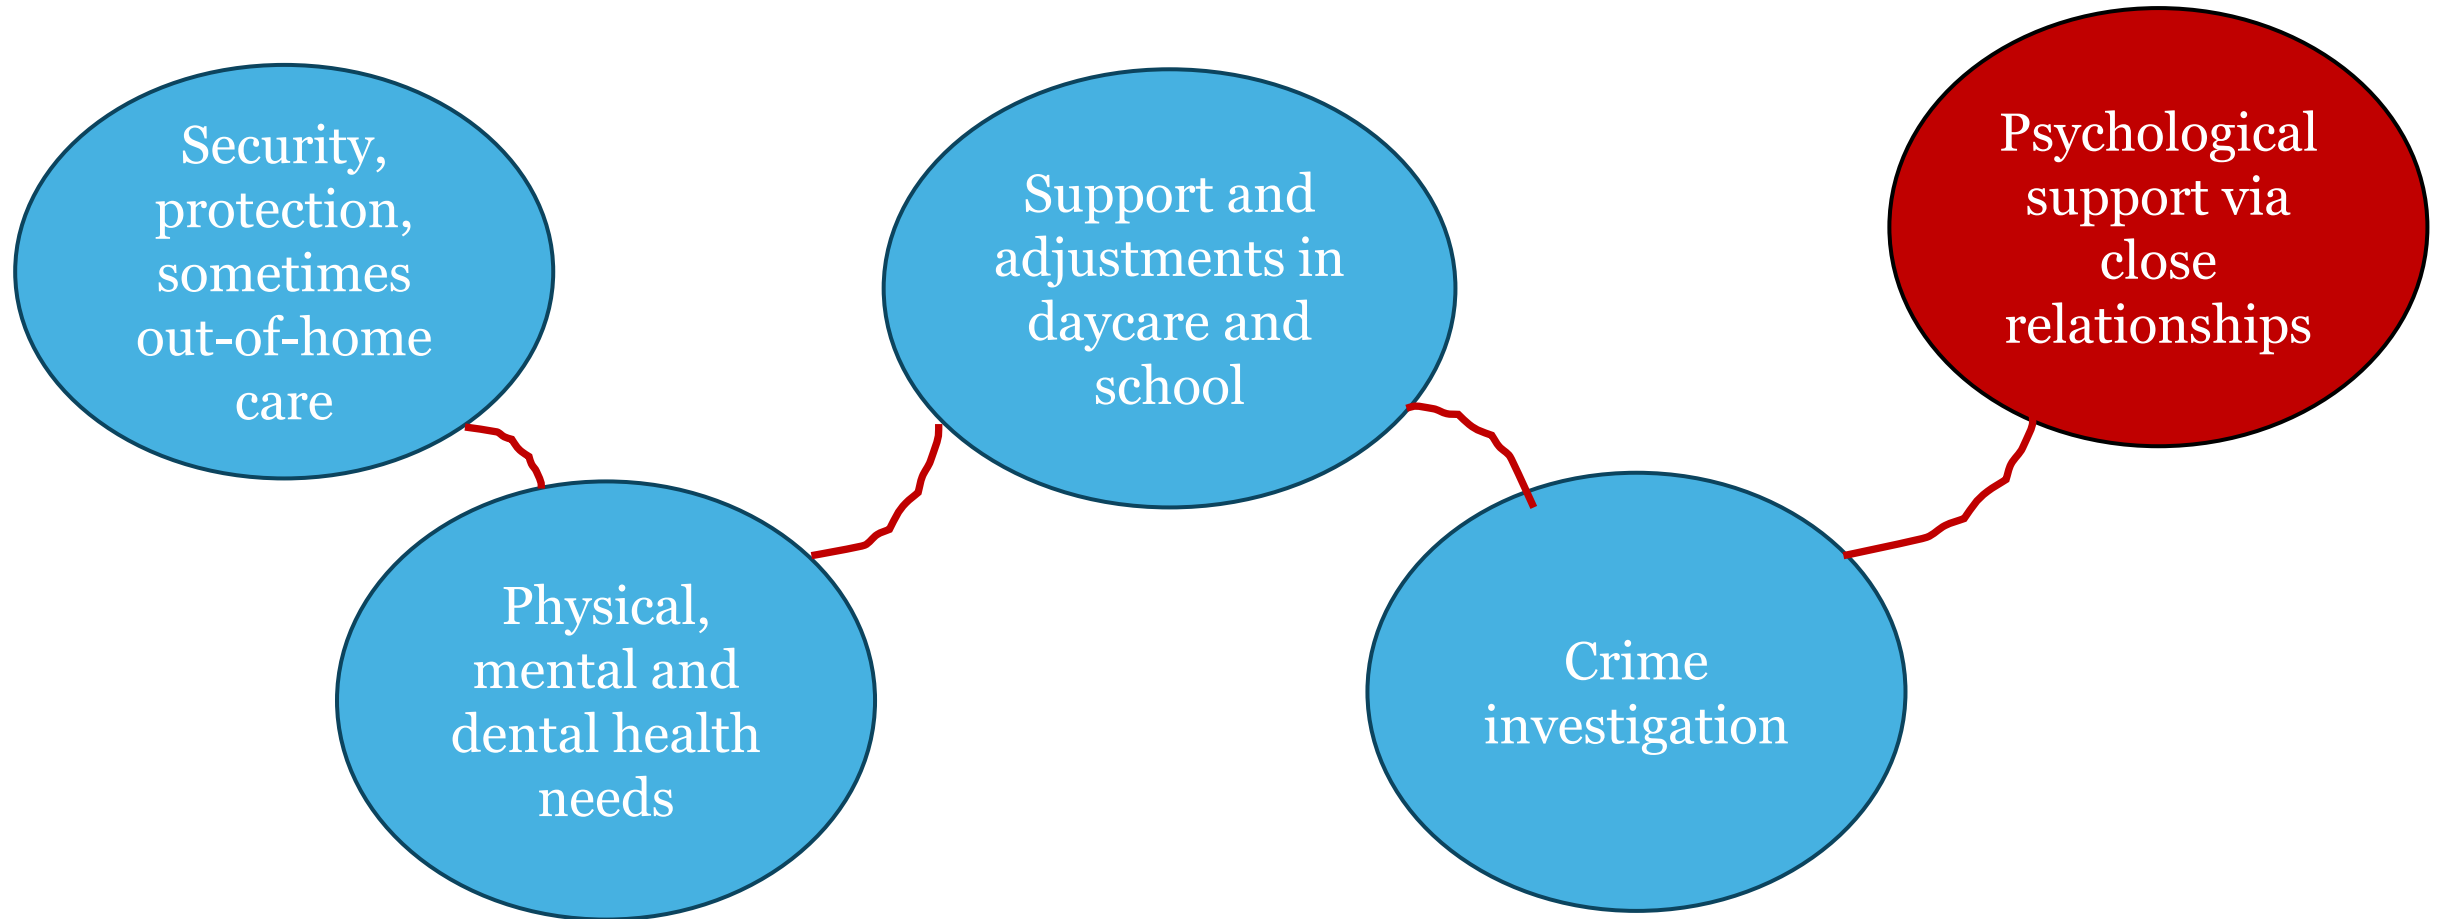 Security,
protection,
sometimes
out-of-home
care
Physical,
mental and
dental health
needs
Support and
adjustments in
daycare and
school
Crime
investigation
Psychological
support via
close
relationships